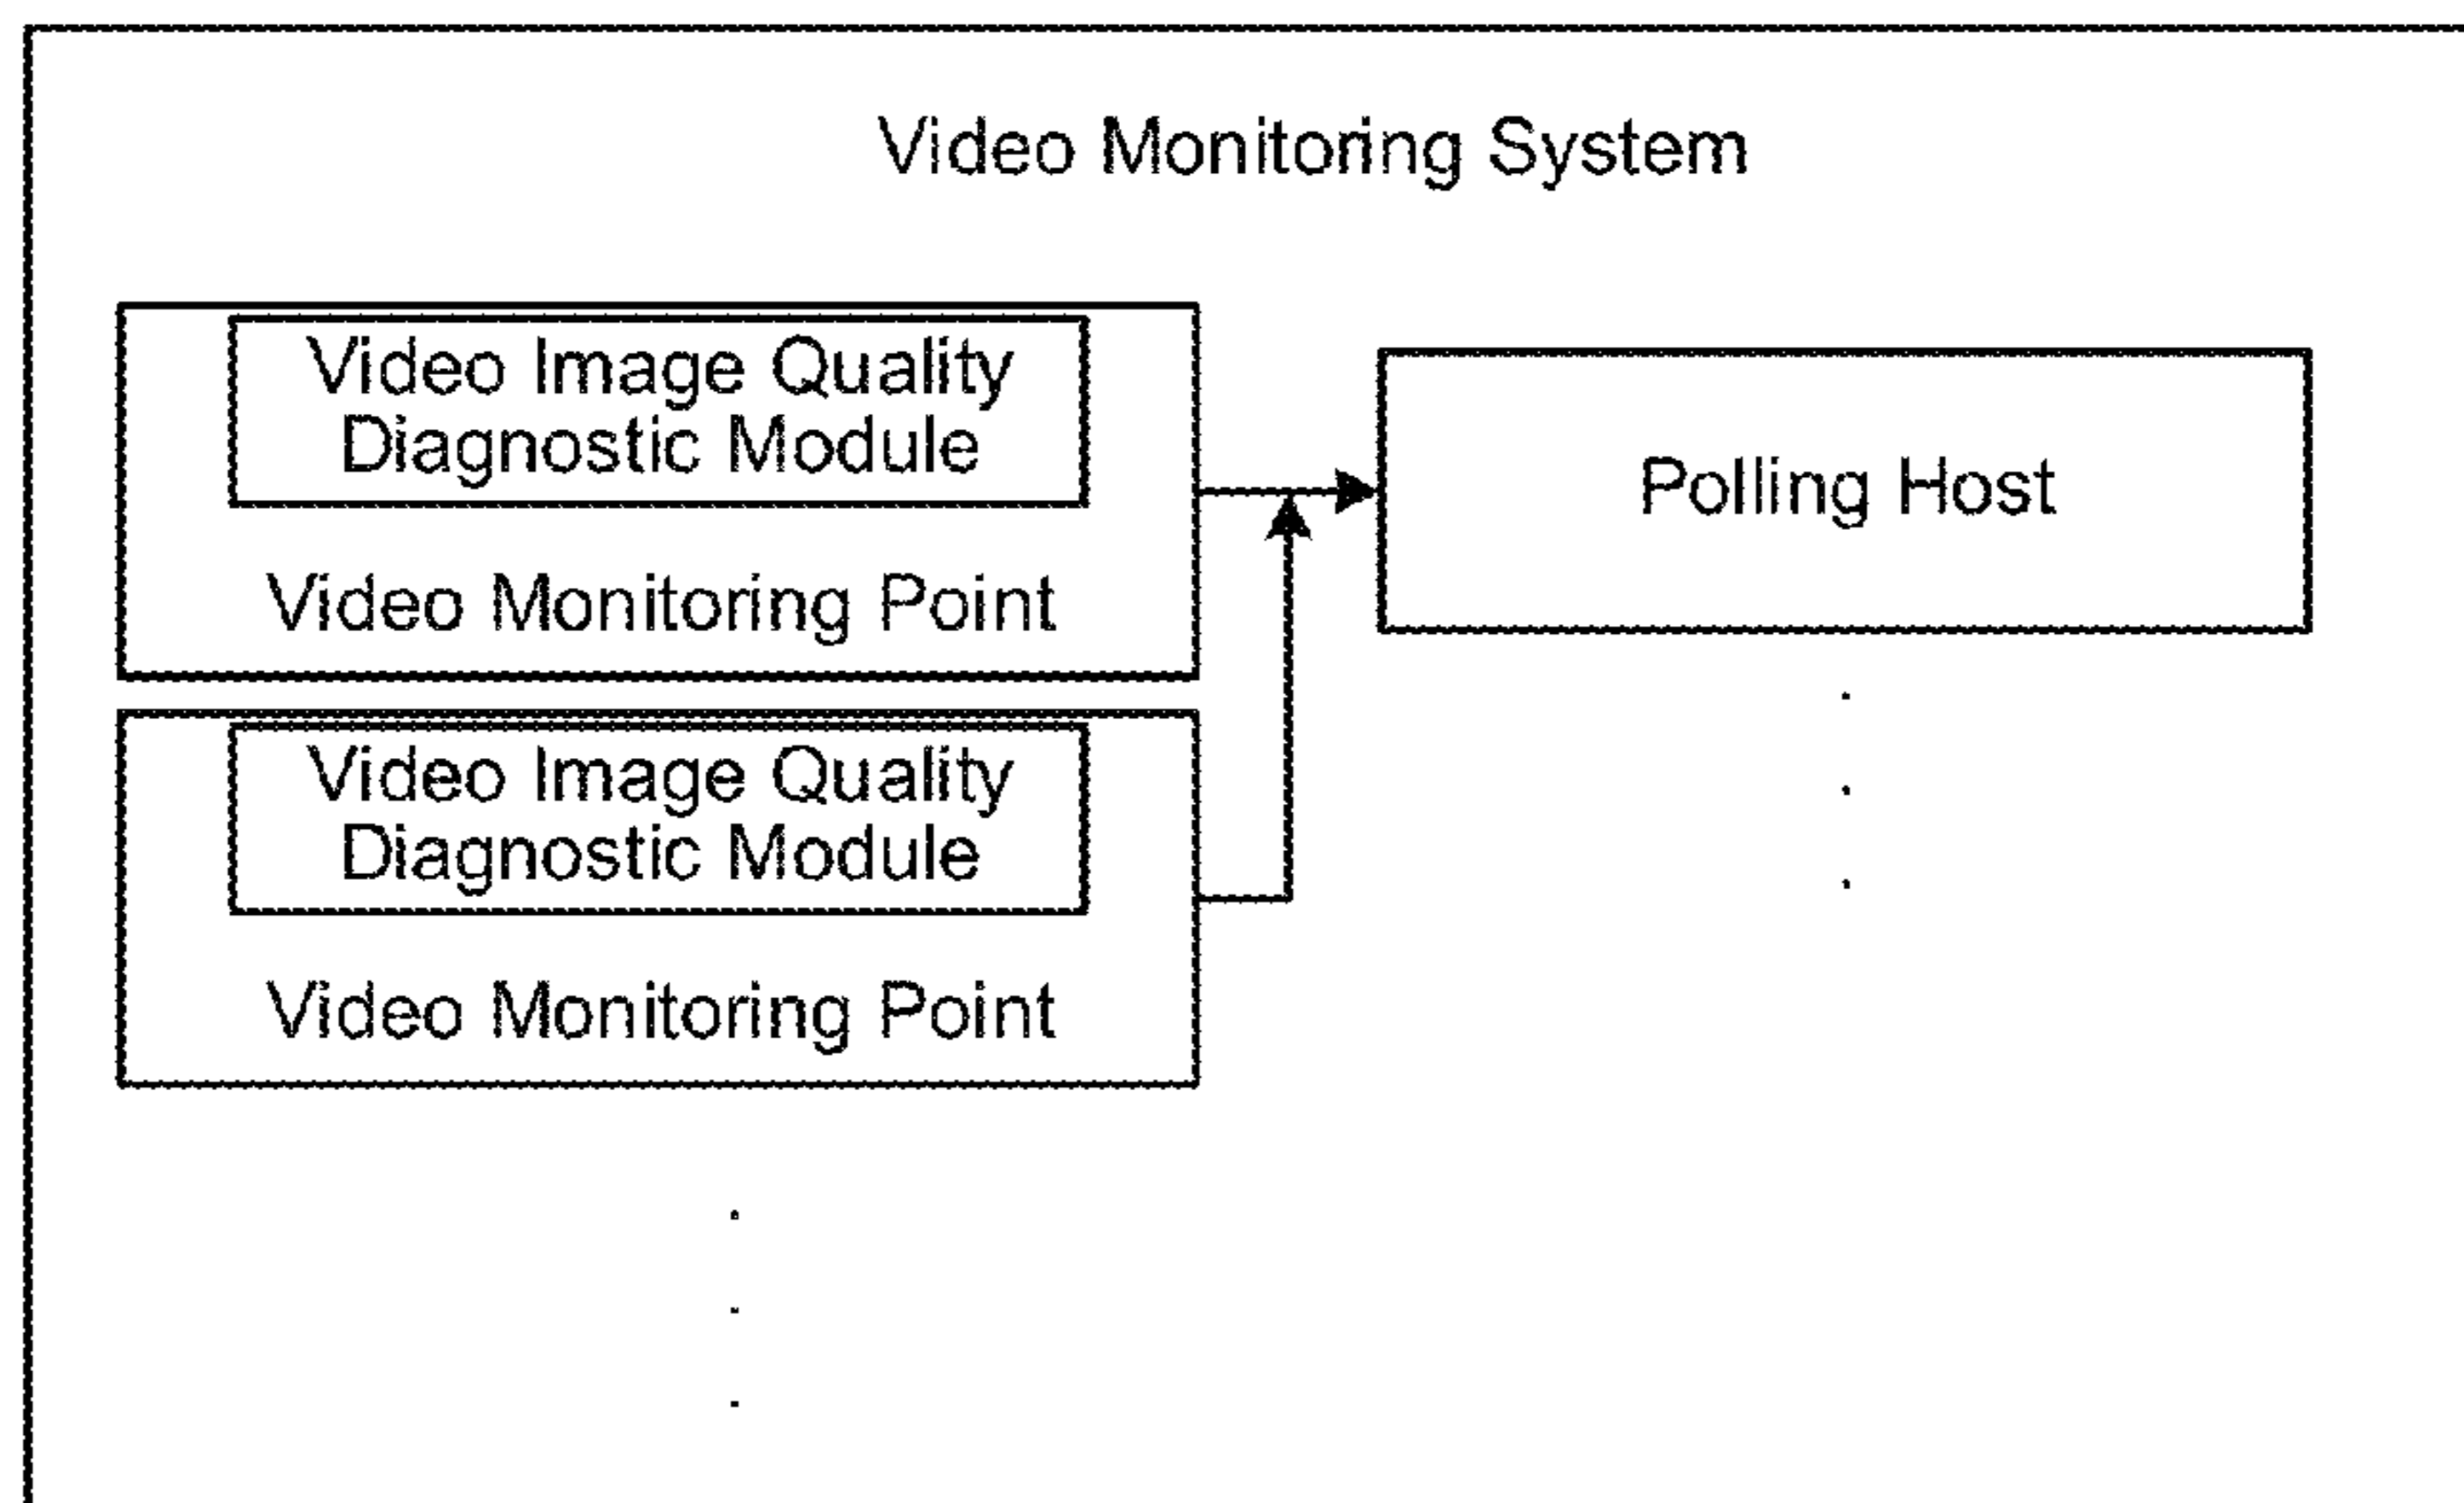 Video Monitoring System
Video Image Quality
Diagnostic Module
Video Monitoring Point
Polling Host
Video Image Quality
Diagnostic Module
Video Monitoring Point